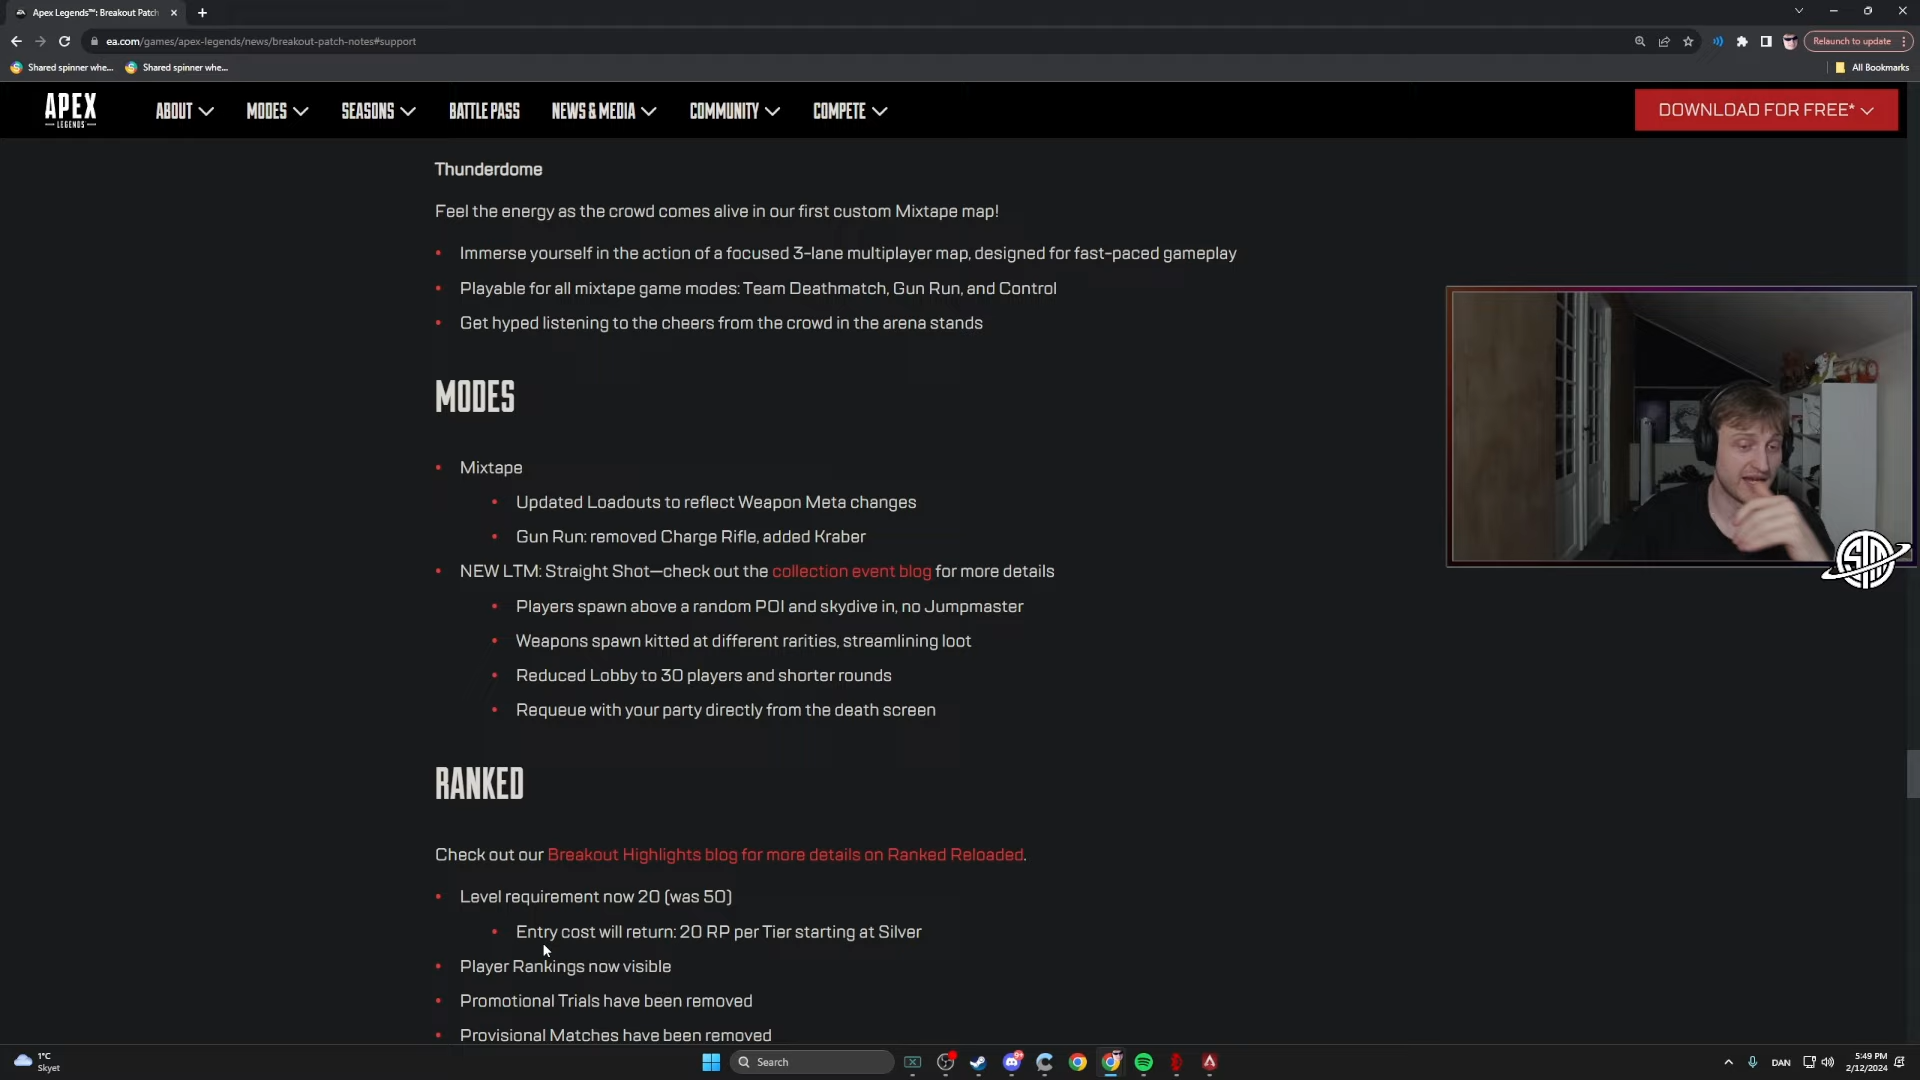 Apex Legends™: Breakout Patch
ea.com/games/apex-legends/news/breakout-patch-notes#support
Relaunch to update
Shared spinner whe...
Shared spinner whe...
All Bookmarks
APEX
LEGENDS
ABOUT
MODES
SEASONS
BATTLE PASS
NEWS & MEDIA
COMMUNITY
COMPETE
DOWNLOAD FOR FREE*
Thunderdome
Feel the energy as the crowd comes alive in our first custom Mixtape map!
• Immerse yourself in the action of a focused 3-lane multiplayer map, designed for fast-paced gameplay
• Playable for all mixtape game modes: Team Deathmatch, Gun Run, and Control
• Get hyped listening to the cheers from the crowd in the arena stands
MODES
• Mixtape
• Updated Loadouts to reflect Weapon Meta changes
• Gun Run: removed Charge Rifle, added Kraber
• NEW LTM: Straight Shot—check out the collection event blog for more details
• Players spawn above a random POI and skydive in, no Jumpmaster
• Weapons spawn kitted at different rarities, streamlining loot
• Reduced Lobby to 30 players and shorter rounds
• Requeue with your party directly from the death screen
RANKED
Check out our Breakout Highlights blog for more details on Ranked Reloaded.
• Level requirement now 20 (was 50)
• Entry cost will return: 20 RP per Tier starting at Silver
• Player Rankings now visible
• Promotional Trials have been removed
• Provisional Matches have been removed
1°C
Skyet
Search
DAN
5:49 PM
2/12/2024